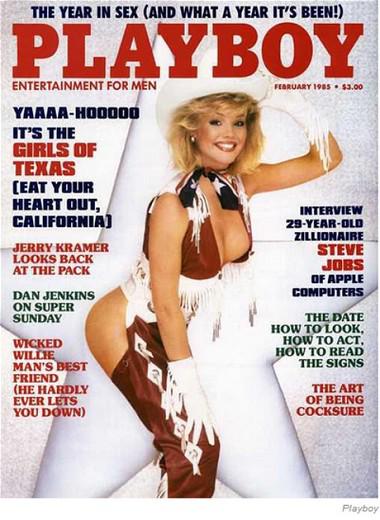 THE YEAR IN SEX (AND WHAT A YEAR IT'S BEEN!)
PLAYBOY
ENTERTAINMENT FOR MEN
FEBRUARY 1985 • $3.00
YAAAA-HOOOOO
IT'S THE
GIRLS OF
TEXAS
(EAT YOUR
HEART OUT,
CALIFORNIA)
JERRY KRAMER
LOOKS BACK
AT THE PACK
DAN JENKINS
ON SUPER
SUNDAY
WICKED
WILLIE
MAN'S BEST
FRIEND
(HE HARDLY
EVER LETS
YOU DOWN)
INTERVIEW
29-YEAR-OLD
ZILLIONAIRE
STEVE
JOBS
OF APPLE
COMPUTERS
THE DATE
HOW TO LOOK,
HOW TO ACT,
HOW TO READ
THE SIGNS
THE ART
OF BEING
COCKSURE
Playboy